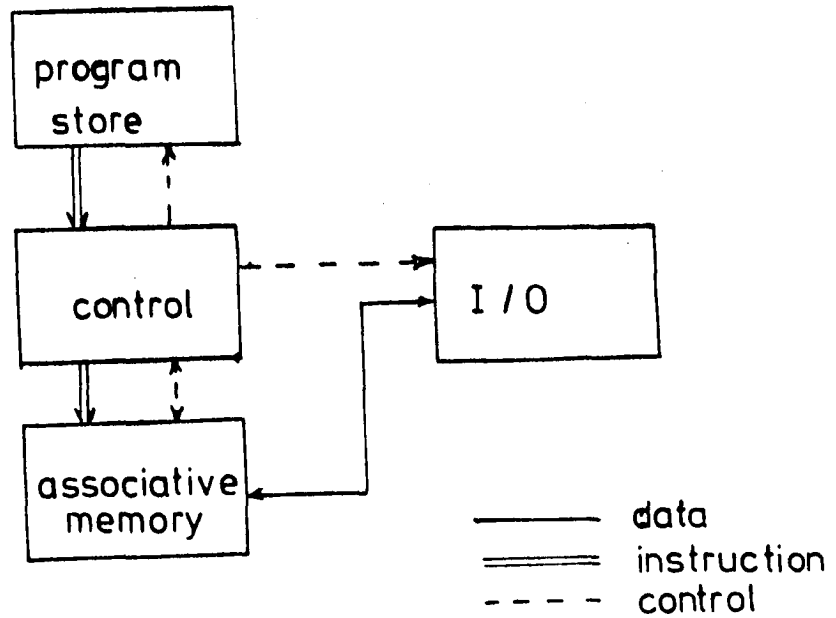 program
store
control
I / O
associative
memory
data
instruction
control